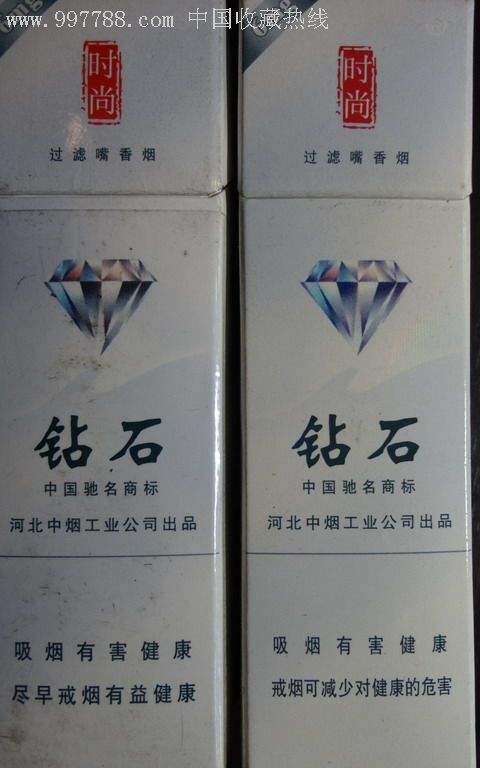 www.997788.com 中国收藏热线
时尚
过滤嘴香烟
钻石
中国驰名商标
河北中烟工业公司出品
吸烟有害健康
尽早戒烟有益健康
时尚
过滤嘴香烟
钻石
中国驰名商标
河北中烟工业公司出品
吸烟有害健康
戒烟可减少对健康的危害